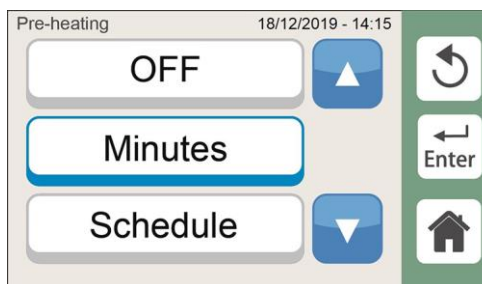 Pre-heating 18/12/2019 - 14:15
OFF
Minutes
Enter
Schedule